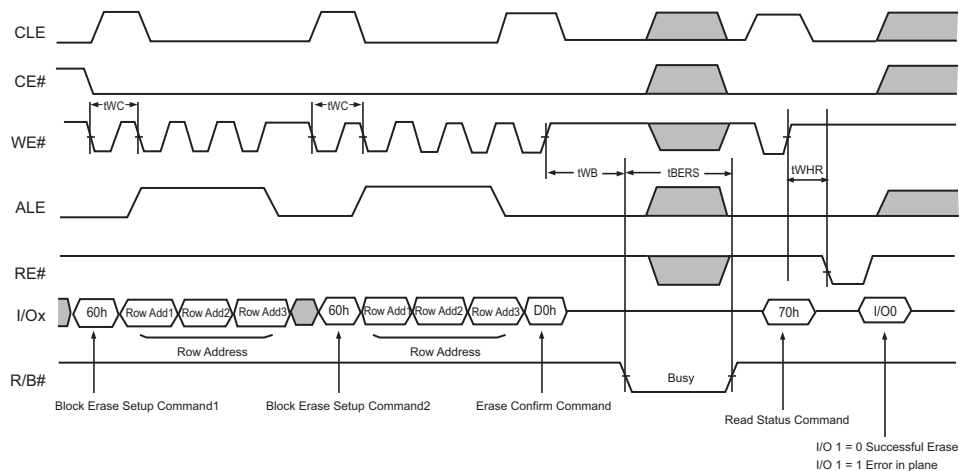 CLE
CE#
tWC
tWC
WE#
tWB
tBERS
tWHR
ALE
RE#
I/Ox
60h
Row Add1
Row Add2
Row Add3
60h
Row Add1
Row Add2
Row Add3
D0h
70h
I/O0
Row Address
Row Address
R/B#
Busy
Block Erase Setup Command1
Block Erase Setup Command2
Erase Confirm Command
Read Status Command
I/O 1 = 0 Successful Erase
I/O 1 = 1 Error in plane